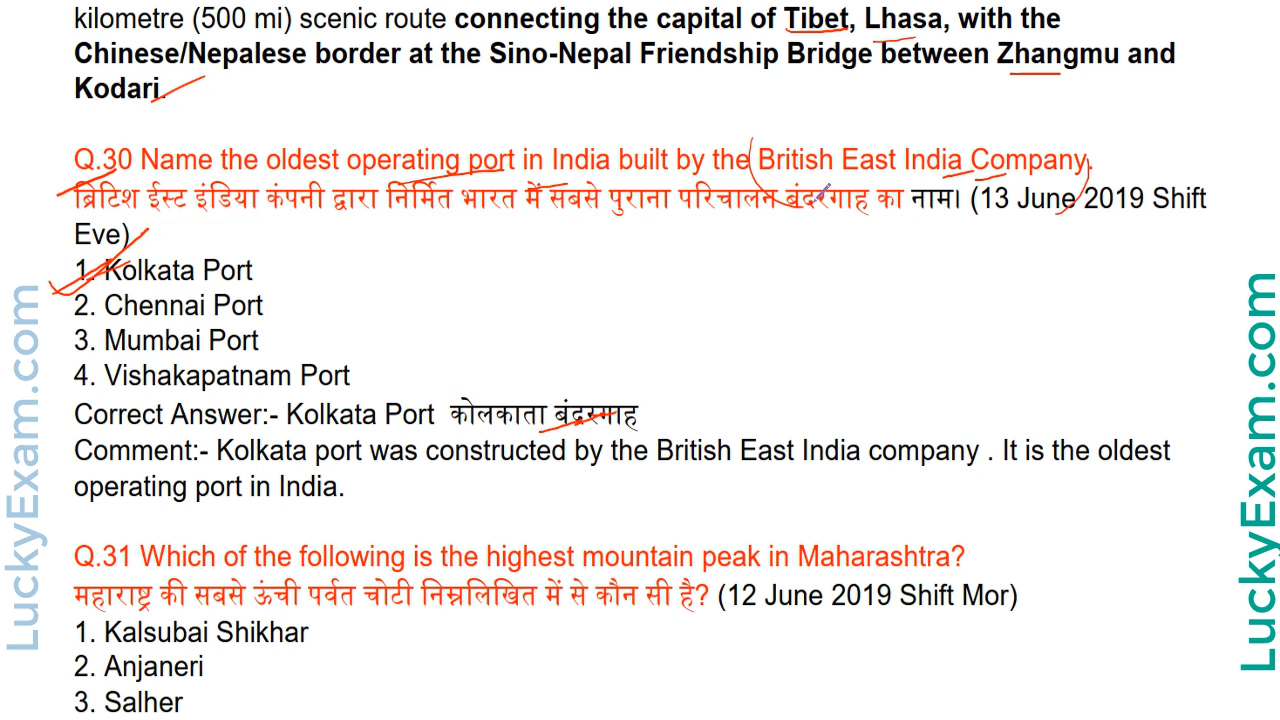 kilometre (500 mi) scenic route connecting the capital of Tibet, Lhasa, with the
Chinese/Nepalese border at the Sino-Nepal Friendship Bridge between Zhangmu and
Kodari.
Q.30 Name the oldest operating port in India built by the British East India Company.
ब्रिटिश ईस्ट इंडिया कंपनी द्वारा निर्मित भारत में सबसे पुराना परिचालन बंदरगाह का नाम। (13 June 2019 Shift
Eve)
1. Kolkata Port
2. Chennai Port
3. Mumbai Port
4. Vishakapatnam Port
Correct Answer:- Kolkata Port कोलकाता बंदरगाह
Comment:- Kolkata port was constructed by the British East India company . It is the oldest
operating port in India.
Q.31 Which of the following is the highest mountain peak in Maharashtra?
महाराष्ट्र की सबसे ऊंची पर्वत चोटी निम्नलिखित में से कौन सी है? (12 June 2019 Shift Mor)
1. Kalsubai Shikhar
2. Anjaneri
3. Salher
LuckyExam.com
LuckyExam.com